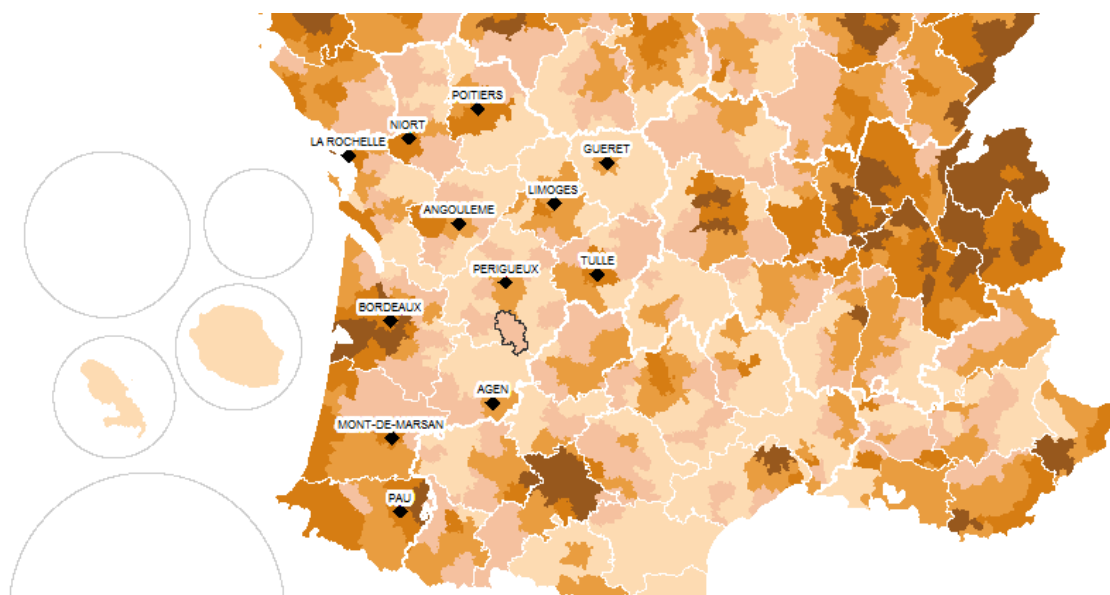 POITIERS
NIORT
LA ROCHELLE
GUERET
LIMOGES
ANGOULEME
TULLE
PERIGUEUX
BORDEAUX
AGEN
MONT-DE-MARSAN
PAU